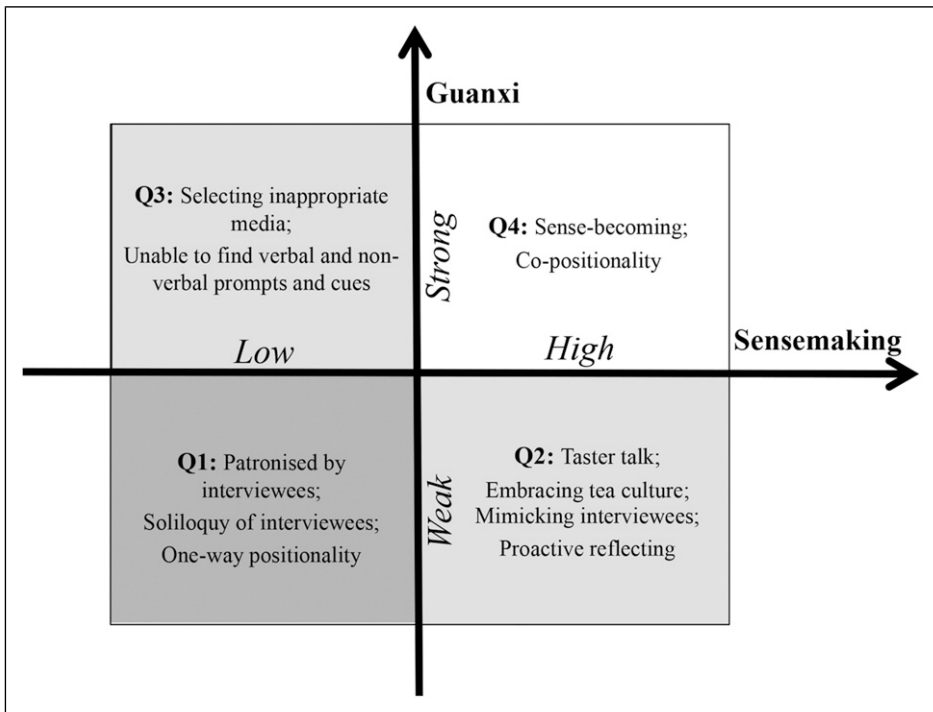 Guanxi
Q3: Selecting inappropriate
media;
Unable to find verbal and non-
verbal prompts and cues
Strong
Q4: Sense-becoming;
Co-positionality
Low
High
Sensemaking
Q1: Patronised by
interviewees;
Soliloquy of interviewees;
One-way positionality
Weak
Q2: Taster talk;
Embracing tea culture;
Mimicking interviewees;
Proactive reflecting